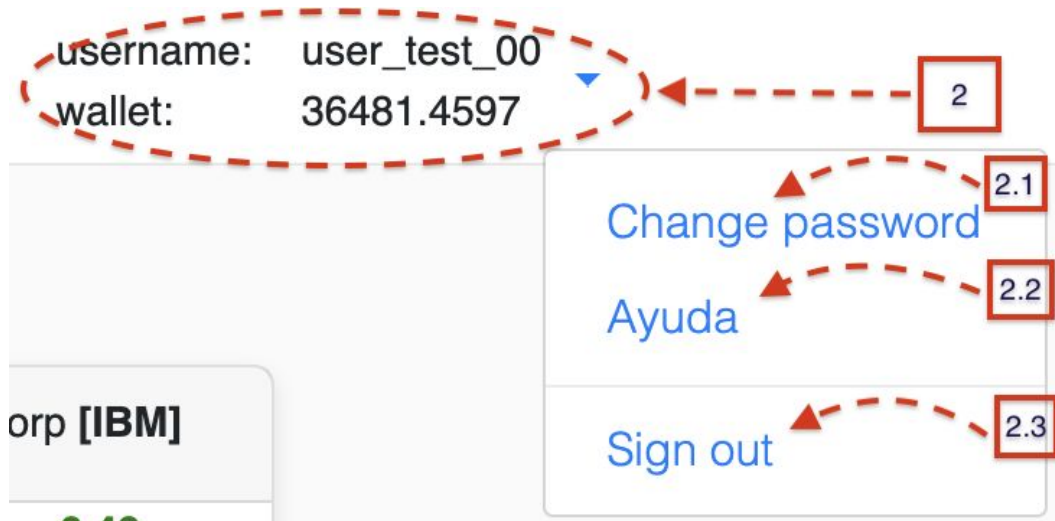 username: user_test_00
wallet: 36481.4597
2
2.1
Change password
2.2
Ayuda
orp [IBM]
2.3
Sign out